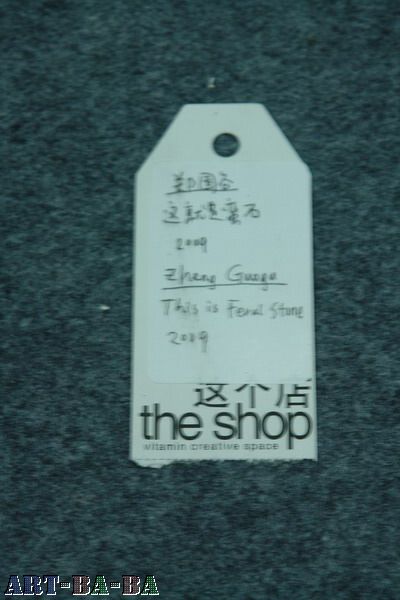 郑国谷
这就是蛮石
2009
Zheng Guogu
This is Feral Stone
2009
这个店
the shop
vitamin creative space
ART-BA-BA